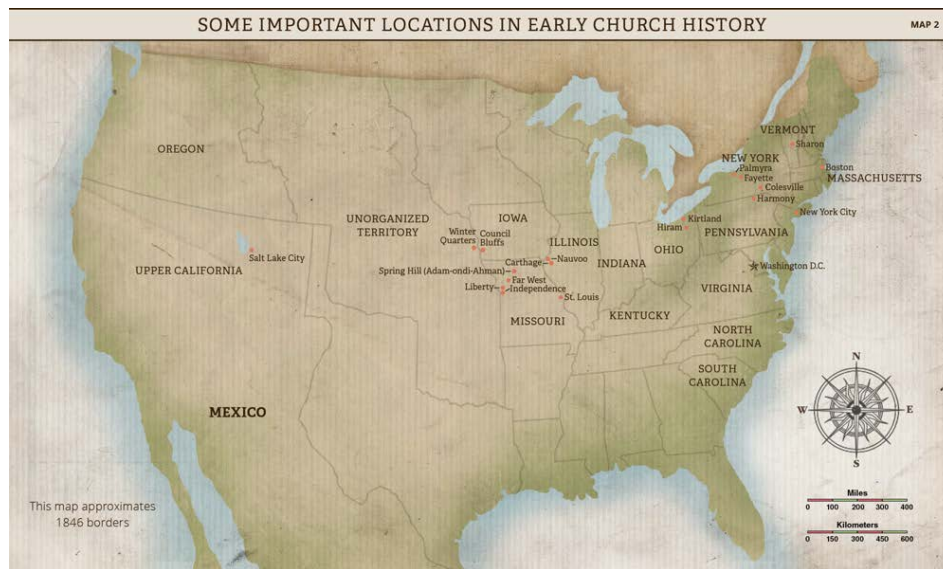 SOME IMPORTANT LOCATIONS IN EARLY CHURCH HISTORY
MAP 2
OREGON
UNORGANIZED
TERRITORY
IOWA
Winter
Quarters
Council
Bluffs
ILLINOIS
Nauvoo
Carthage
INDIANA
OHIO
Kirtland
Hiram
VERMONT
Sharon
NEW YORK
Palmyra
Fayette
Colesville
Harmony
Boston
MASSACHUSETTS
New York City
PENNSYLVANIA
Washington D.C.
VIRGINIA
Salt Lake City
UPPER CALIFORNIA
Spring Hill (Adam-ondi-Ahman)
Far West
Liberty
Independence
St. Louis
MISSOURI
KENTUCKY
NORTH
CAROLINA
SOUTH
CAROLINA
MEXICO
N
W
E
S
This map approximates
1846 borders
Miles
0 100 200 300 400
Kilometers
0 150 300 450 600